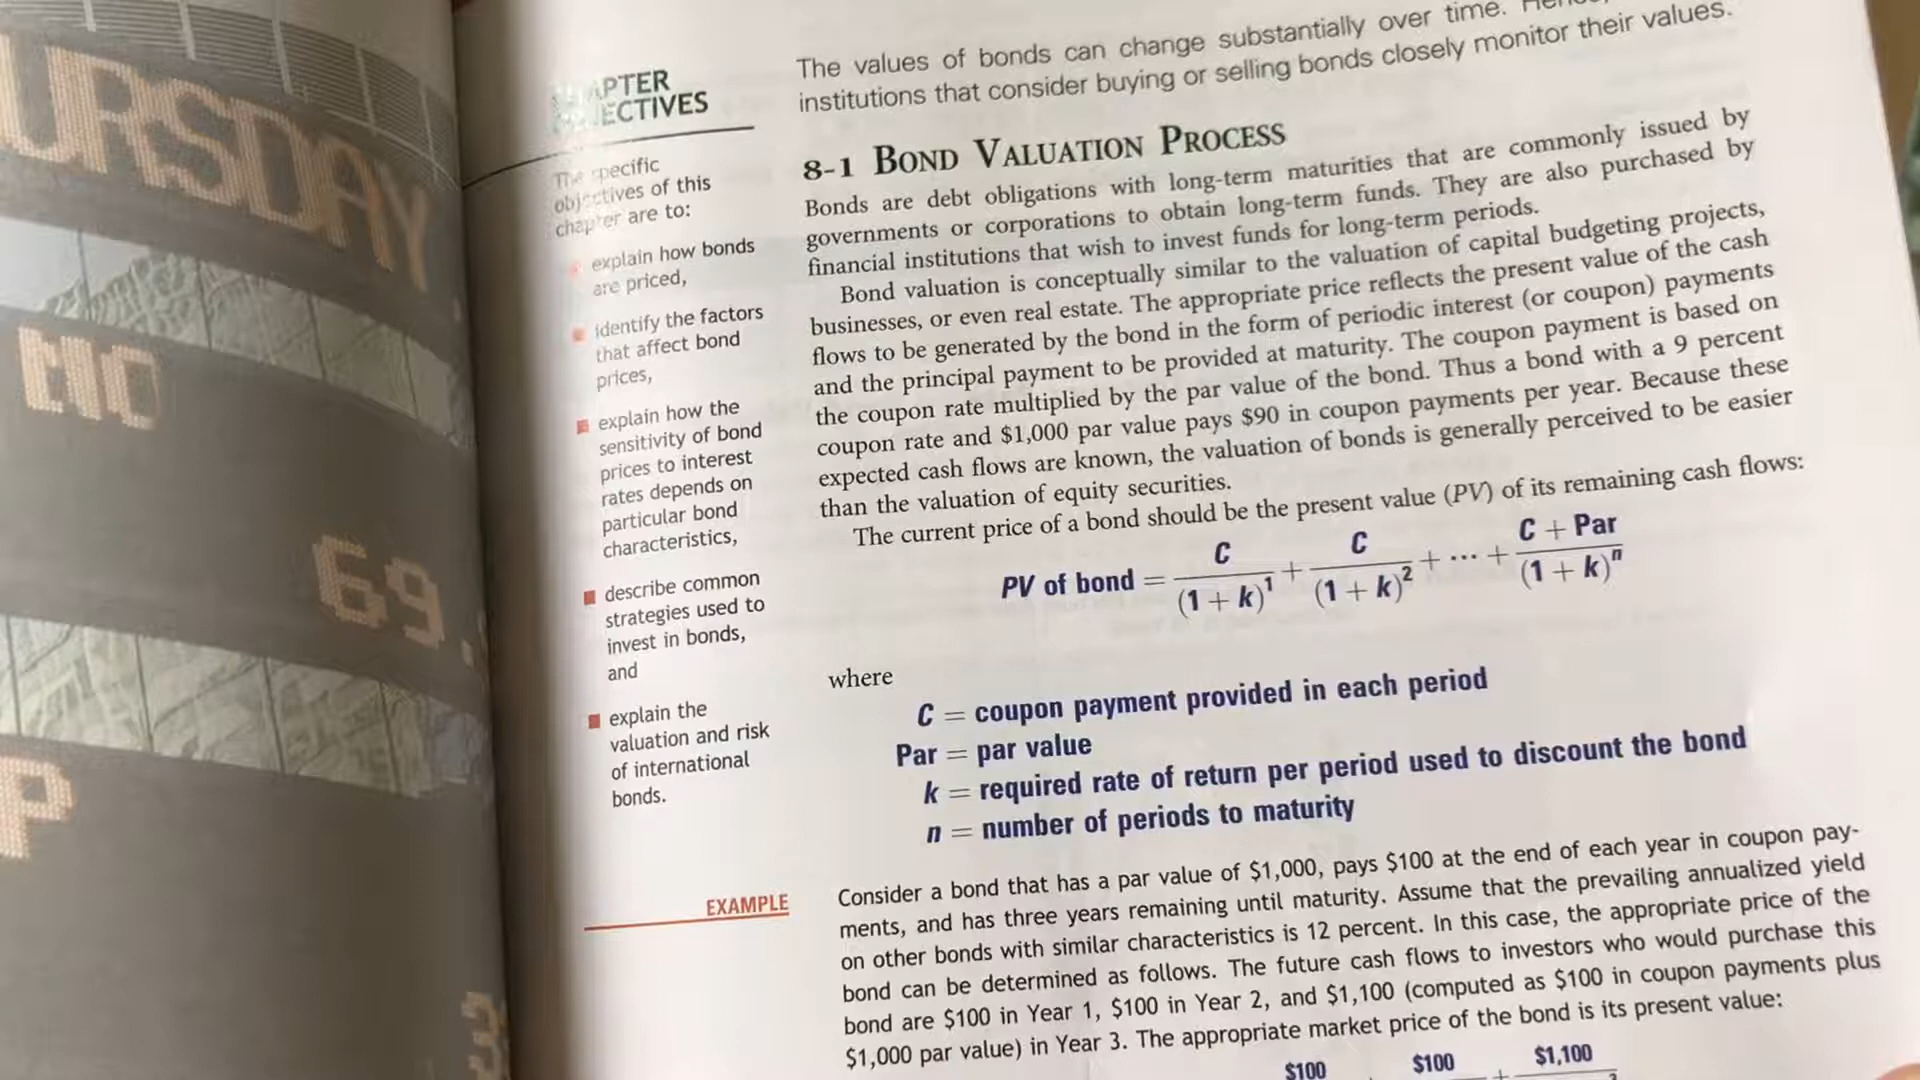 URSDAY
69.
P
3
APTER
ECTIVES
The specific
objectives of this
chapter are to:
explain how bonds
are priced,
identify the factors
that affect bond
prices,
explain how the
sensitivity of bond
prices to interest
rates depends on
particular bond
characteristics,
describe common
strategies used to
invest in bonds,
and
explain the
valuation and risk
of international
bonds.
The values of bonds can change substantially over time.
institutions that consider buying or selling bonds closely monitor their values.
8-1 BOND VALUATION PROCESS
Bonds are debt obligations with long-term maturities that are commonly issued by
governments or corporations to obtain long-term funds. They are also purchased by
financial institutions that wish to invest funds for long-term periods.
Bond valuation is conceptually similar to the valuation of capital budgeting projects,
businesses, or even real estate. The appropriate price reflects the present value of the cash
flows to be generated by the bond in the form of periodic interest (or coupon) payments
and the principal payment to be provided at maturity. The coupon payment is based on
the coupon rate multiplied by the par value of the bond. Thus a bond with a 9 percent
coupon rate and $1,000 par value pays $90 in coupon payments per year. Because these
expected cash flows are known, the valuation of bonds is generally perceived to be easier
than the valuation of equity securities.
The current price of a bond should be the present value (PV) of its remaining cash flows:
PV of bond = C/(1 + k)^1 + C/(1 + k)^2 + ··· + C + Par/(1 + k)^n
where
C = coupon payment provided in each period
Par = par value
k = required rate of return per period used to discount the bond
n = number of periods to maturity
EXAMPLE
Consider a bond that has a par value of $1,000, pays $100 at the end of each year in coupon pay-
ments, and has three years remaining until maturity. Assume that the prevailing annualized yield
on other bonds with similar characteristics is 12 percent. In this case, the appropriate price of the
bond can be determined as follows. The future cash flows to investors who would purchase this
bond are $100 in Year 1, $100 in Year 2, and $1,100 (computed as $100 in coupon payments plus
$1,000 par value) in Year 3. The appropriate market price of the bond is its present value:
$100 $100 + $1,100